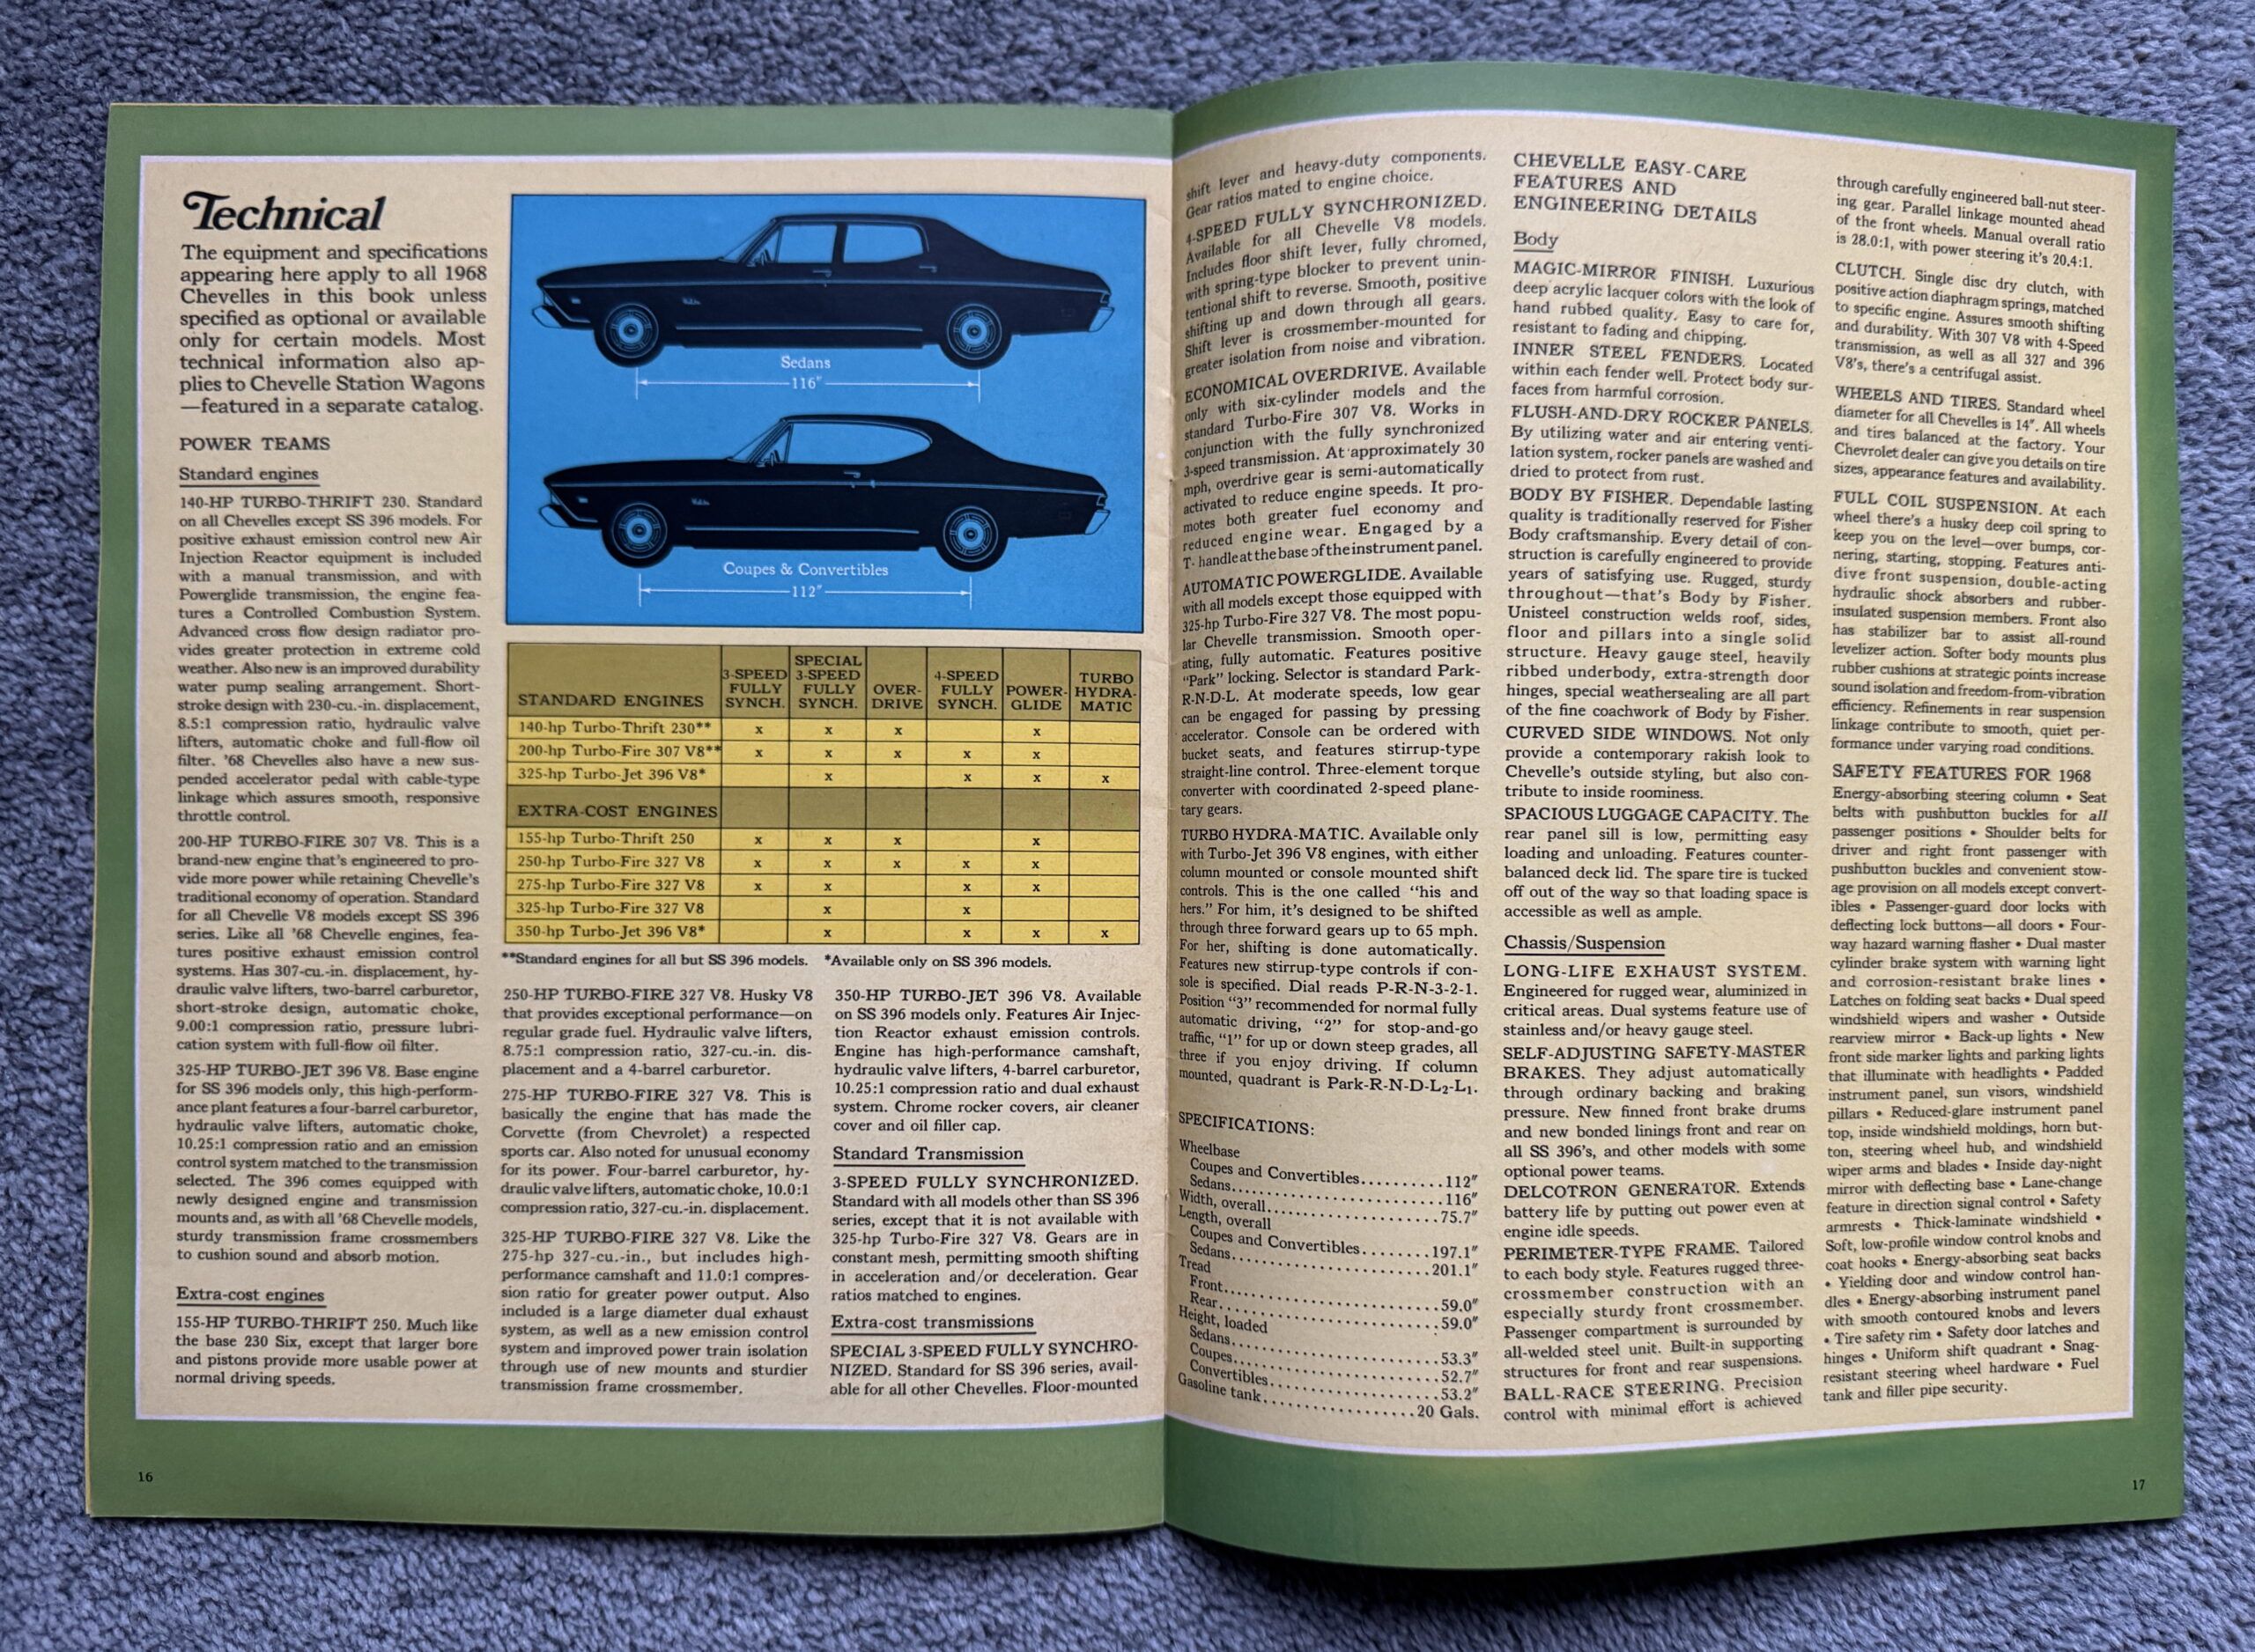 Technical
The equipment and specifications
appearing here apply to all 1968
Chevelles in this book unless
specified as optional or available
only for certain models. Most
technical information also ap-
plies to Chevelle Station Wagons
—featured in a separate catalog.
POWER TEAMS
Standard engines
140-HP TURBO-THRIFT 230. Standard
on all Chevelles except SS 396 models. For
positive exhaust emission control new Air
Injection Reactor equipment is included
with a manual transmission, and with
Powerglide transmission, the engine fea-
tures a Controlled Combustion System.
Advanced cross flow design radiator pro-
vides greater protection in extreme cold
weather. Also new is an improved durability
water pump sealing arrangement. Short-
stroke design with 230-cu.-in. displacement,
8.5:1 compression ratio, hydraulic valve
lifters, automatic choke and full-flow oil
filter. '68 Chevelles also have a new sus-
pended accelerator pedal with cable-type
linkage which assures smooth, responsive
throttle control.
200-HP TURBO-FIRE 307 V8. This is a
brand-new engine that's engineered to pro-
vide more power while retaining Chevelle's
traditional economy of operation. Standard
for all Chevelle V8 models except SS 396
series. Like all '68 Chevelle engines, fea-
tures positive exhaust emission control
systems. Has 307-cu.-in. displacement, hy-
draulic valve lifters, two-barrel carburetor,
short-stroke design, automatic choke,
9.00:1 compression ratio, pressure lubri-
cation system with full-flow oil filter.
325-HP TURBO-JET 396 V8. Base engine
for SS 396 models only, this high-perform-
ance plant features a four-barrel carburetor,
hydraulic valve lifters, automatic choke,
10.25:1 compression ratio and an emission
control system matched to the transmission
selected. The 396 comes equipped with
newly designed engine and transmission
mounts and, as with all '68 Chevelle models,
sturdy transmission frame crossmembers
to cushion sound and absorb motion.
Extra-cost engines
155-HP TURBO-THRIFT 250. Much like
the base 230 Six, except that larger bore
and pistons provide more usable power at
normal driving speeds.
Sedans
116"
Coupes & Convertibles
112"
STANDARD ENGINES 3-SPEED FULLY SYNCH. SPECIAL 3-SPEED FULLY SYNCH. OVER-DRIVE 4-SPEED FULLY SYNCH. POWER-GLIDE TURBO HYDRA-MATIC
140-hp Turbo-Thrift 230** x x x x
200-hp Turbo-Fire 307 V8** x x x x x
325-hp Turbo-Jet 396 V8* x x x x
EXTRA-COST ENGINES
155-hp Turbo-Thrift 250 x x x x
250-hp Turbo-Fire 327 V8 x x x x x
275-hp Turbo-Fire 327 V8 x x x x
325-hp Turbo-Fire 327 V8 x x
350-hp Turbo-Jet 396 V8* x x x x
**Standard engines for all but SS 396 models. *Available only on SS 396 models.
250-HP TURBO-FIRE 327 V8. Husky V8
that provides exceptional performance—on
regular grade fuel. Hydraulic valve lifters,
8.75:1 compression ratio, 327-cu.-in. dis-
placement and a 4-barrel carburetor.
275-HP TURBO-FIRE 327 V8. This is
basically the engine that has made the
Corvette (from Chevrolet) a respected
sports car. Also noted for unusual economy
for its power. Four-barrel carburetor, hy-
draulic valve lifters, automatic choke, 10.0:1
compression ratio, 327-cu.-in. displacement.
325-HP TURBO-FIRE 327 V8. Like the
275-hp 327-cu.-in., but includes high-
performance camshaft and 11.0:1 compres-
sion ratio for greater power output. Also
included is a large diameter dual exhaust
system, as well as a new emission control
system and improved power train isolation
through use of new mounts and sturdier
transmission frame crossmember.
350-HP TURBO-JET 396 V8. Available
on SS 396 models only. Features Air Injec-
tion Reactor exhaust emission controls.
Engine has high-performance camshaft,
hydraulic valve lifters, 4-barrel carburetor,
10.25:1 compression ratio and dual exhaust
system. Chrome rocker covers, air cleaner
cover and oil filler cap.
Standard Transmission
3-SPEED FULLY SYNCHRONIZED.
Standard with all models other than SS 396
series, except that it is not available with
325-hp Turbo-Fire 327 V8. Gears are in
constant mesh, permitting smooth shifting
in acceleration and/or deceleration. Gear
ratios matched to engines.
Extra-cost transmissions
SPECIAL 3-SPEED FULLY SYNCHRO-
NIZED. Standard for SS 396 series, avail-
able for all other Chevelles. Floor-mounted
16
shift lever and heavy-duty components.
Gear ratios mated to engine choice.
4-SPEED FULLY SYNCHRONIZED.
Available for all Chevelle V8 models.
Includes floor shift lever, fully chromed,
with spring-type blocker to prevent unin-
tentional shift to reverse. Smooth, positive
shifting up and down through all gears.
Shift lever is crossmember-mounted for
greater isolation from noise and vibration.
ECONOMICAL OVERDRIVE. Available
only with six-cylinder models and the
standard Turbo-Fire 307 V8. Works in
conjunction with the fully synchronized
3-speed transmission. At approximately 30
mph, overdrive gear is semi-automatically
activated to reduce engine speeds. It pro-
motes both greater fuel economy and
reduced engine wear. Engaged by a
T-handle at the base of the instrument panel.
AUTOMATIC POWERGLIDE. Available
with all models except those equipped with
325-hp Turbo-Fire 327 V8. The most popu-
lar Chevelle transmission. Smooth oper-
ating, fully automatic. Features positive
"Park" locking. Selector is standard Park-
R-N-D-L. At moderate speeds, low gear
can be engaged for passing by pressing
accelerator. Console can be ordered with
bucket seats, and features stirrup-type
straight-line control. Three-element torque
converter with coordinated 2-speed plane-
tary gears.
TURBO HYDRA-MATIC. Available only
with Turbo-Jet 396 V8 engines, with either
column mounted or console mounted shift
controls. This is the one called "his and
hers." For him, it's designed to be shifted
through three forward gears up to 65 mph.
For her, shifting is done automatically.
Features new stirrup-type controls if con-
sole is specified. Dial reads P-R-N-3-2-1.
Position "3" recommended for normal fully
automatic driving, "2" for stop-and-go
traffic, "1" for up or down steep grades, all
three if you enjoy driving. If column
mounted, quadrant is Park-R-N-D-L₂-L₁.
SPECIFICATIONS:
Wheelbase
Coupes and Convertibles..........112"
Sedans..........116"
Width, overall..........75.7"
Length, overall
Coupes and Convertibles........197.1"
Sedans..........201.1"
Tread
Front..........59.0"
Rear..........59.0"
Height, loaded
Sedans..........53.3"
Coupes..........52.7"
Convertibles..........53.2"
Gasoline tank..........20 Gals.
CHEVELLE EASY-CARE
FEATURES AND
ENGINEERING DETAILS
Body
MAGIC-MIRROR FINISH. Luxurious
deep acrylic lacquer colors with the look of
hand rubbed quality. Easy to care for,
resistant to fading and chipping.
INNER STEEL FENDERS. Located
within each fender well. Protect body sur-
faces from harmful corrosion.
FLUSH-AND-DRY ROCKER PANELS.
By utilizing water and air entering venti-
lation system, rocker panels are washed and
dried to protect from rust.
BODY BY FISHER. Dependable lasting
quality is traditionally reserved for Fisher
Body craftsmanship. Every detail of con-
struction is carefully engineered to provide
years of satisfying use. Rugged, sturdy
throughout—that's Body by Fisher.
Unisteel construction welds roof, sides,
floor and pillars into a single solid
structure. Heavy gauge steel, heavily
ribbed underbody, extra-strength door
hinges, special weathersealing are all part
of the fine coachwork of Body by Fisher.
CURVED SIDE WINDOWS. Not only
provide a contemporary rakish look to
Chevelle's outside styling, but also con-
tribute to inside roominess.
SPACIOUS LUGGAGE CAPACITY. The
rear panel sill is low, permitting easy
loading and unloading. Features counter-
balanced deck lid. The spare tire is tucked
off out of the way so that loading space is
accessible as well as ample.
Chassis/Suspension
LONG-LIFE EXHAUST SYSTEM.
Engineered for rugged wear, aluminized in
critical areas. Dual systems feature use of
stainless and/or heavy gauge steel.
SELF-ADJUSTING SAFETY-MASTER
BRAKES. They adjust automatically
through ordinary backing and braking
pressure. New finned front brake drums
and new bonded linings front and rear on
all SS 396's, and other models with some
optional power teams.
DELCOTRON GENERATOR. Extends
battery life by putting out power even at
engine idle speeds.
PERIMETER-TYPE FRAME. Tailored
to each body style. Features rugged three-
crossmember construction with an
especially sturdy front crossmember.
Passenger compartment is surrounded by
all-welded steel unit. Built-in supporting
structures for front and rear suspensions.
BALL-RACE STEERING. Precision
control with minimal effort is achieved
through carefully engineered ball-nut steer-
ing gear. Parallel linkage mounted ahead
of the front wheels. Manual overall ratio
is 28.0:1, with power steering it's 20.4:1.
CLUTCH. Single disc dry clutch, with
positive action diaphragm springs, matched
to specific engine. Assures smooth shifting
and durability. With 307 V8 with 4-Speed
transmission, as well as all 327 and 396
V8's, there's a centrifugal assist.
WHEELS AND TIRES. Standard wheel
diameter for all Chevelles is 14". All wheels
and tires balanced at the factory. Your
Chevrolet dealer can give you details on tire
sizes, appearance features and availability.
FULL COIL SUSPENSION. At each
wheel there's a husky deep coil spring to
keep you on the level—over bumps, cor-
nering, starting, stopping. Features anti-
dive front suspension, double-acting
hydraulic shock absorbers and rubber-
insulated suspension members. Front also
has stabilizer bar to assist all-round
levelizer action. Softer body mounts plus
rubber cushions at strategic points increase
sound isolation and freedom-from-vibration
efficiency. Refinements in rear suspension
linkage contribute to smooth, quiet per-
formance under varying road conditions.
SAFETY FEATURES FOR 1968
Energy-absorbing steering column • Seat
belts with pushbutton buckles for all
passenger positions • Shoulder belts for
driver and right front passenger with
pushbutton buckles and convenient stow-
age provision on all models except convert-
ibles • Passenger-guard door locks with
deflecting lock buttons—all doors • Four-
way hazard warning flasher • Dual master
cylinder brake system with warning light
and corrosion-resistant brake lines •
Latches on folding seat backs • Dual speed
windshield wipers and washer • Outside
rearview mirror • Back-up lights • New
front side marker lights and parking lights
that illuminate with headlights • Padded
instrument panel, sun visors, windshield
pillars • Reduced-glare instrument panel
top, inside windshield moldings, horn but-
ton, steering wheel hub, and windshield
wiper arms and blades • Inside day-night
mirror with deflecting base • Lane-change
feature in direction signal control • Safety
armrests • Thick-laminate windshield •
Soft, low-profile window control knobs and
coat hooks • Energy-absorbing seat backs
• Yielding door and window control han-
dles • Energy-absorbing instrument panel
with smooth contoured knobs and levers
• Tire safety rim • Safety door latches and
hinges • Uniform shift quadrant • Snag-
resistant steering wheel hardware • Fuel
tank and filler pipe security.
17